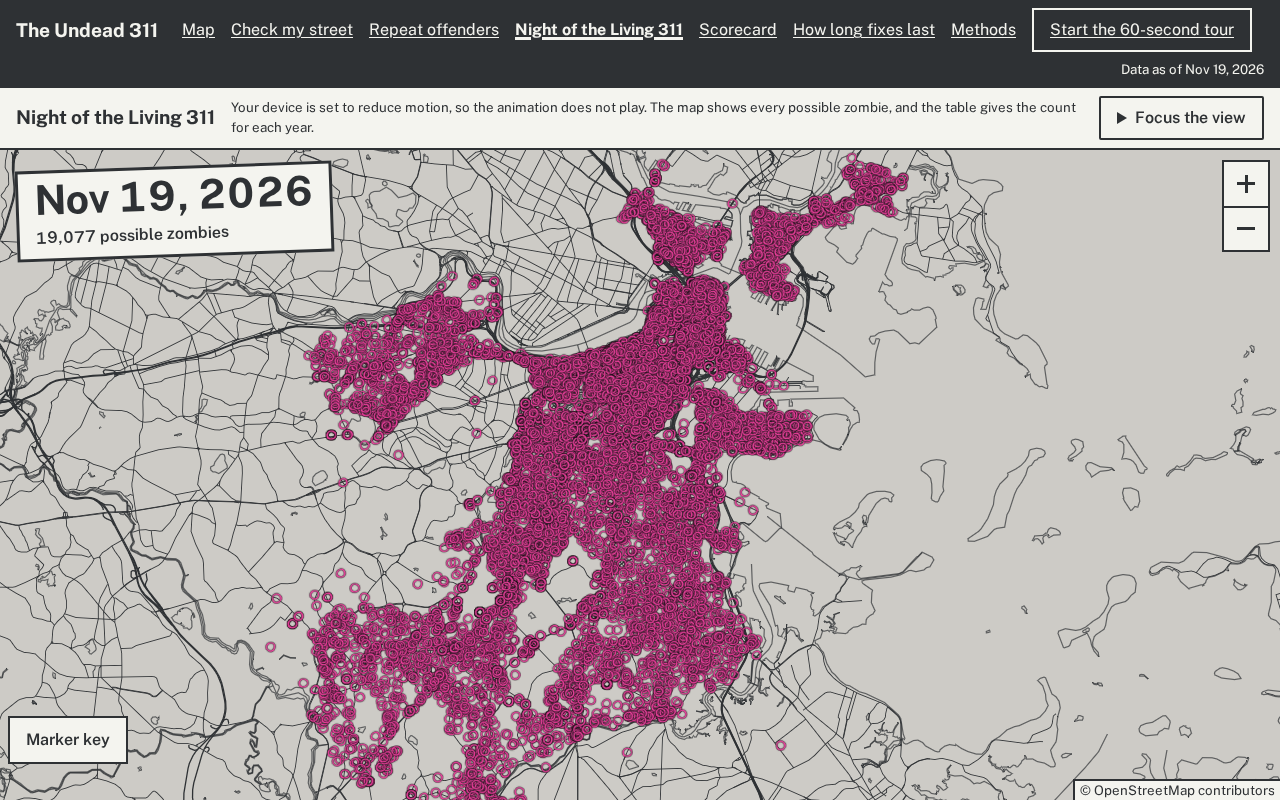 The Undead 311
Map
Check my street
Repeat offenders
Night of the Living 311
Scorecard
How long fixes last
Methods
Start the 60-second tour
Data as of Nov 19, 2026
Night of the Living 311
Your device is set to reduce motion, so the animation does not play. The map shows every possible zombie, and the table gives the count
for each year.
Focus the view
Nov 19, 2026
19,077 possible zombies
+
−
Marker key
© OpenStreetMap contributors